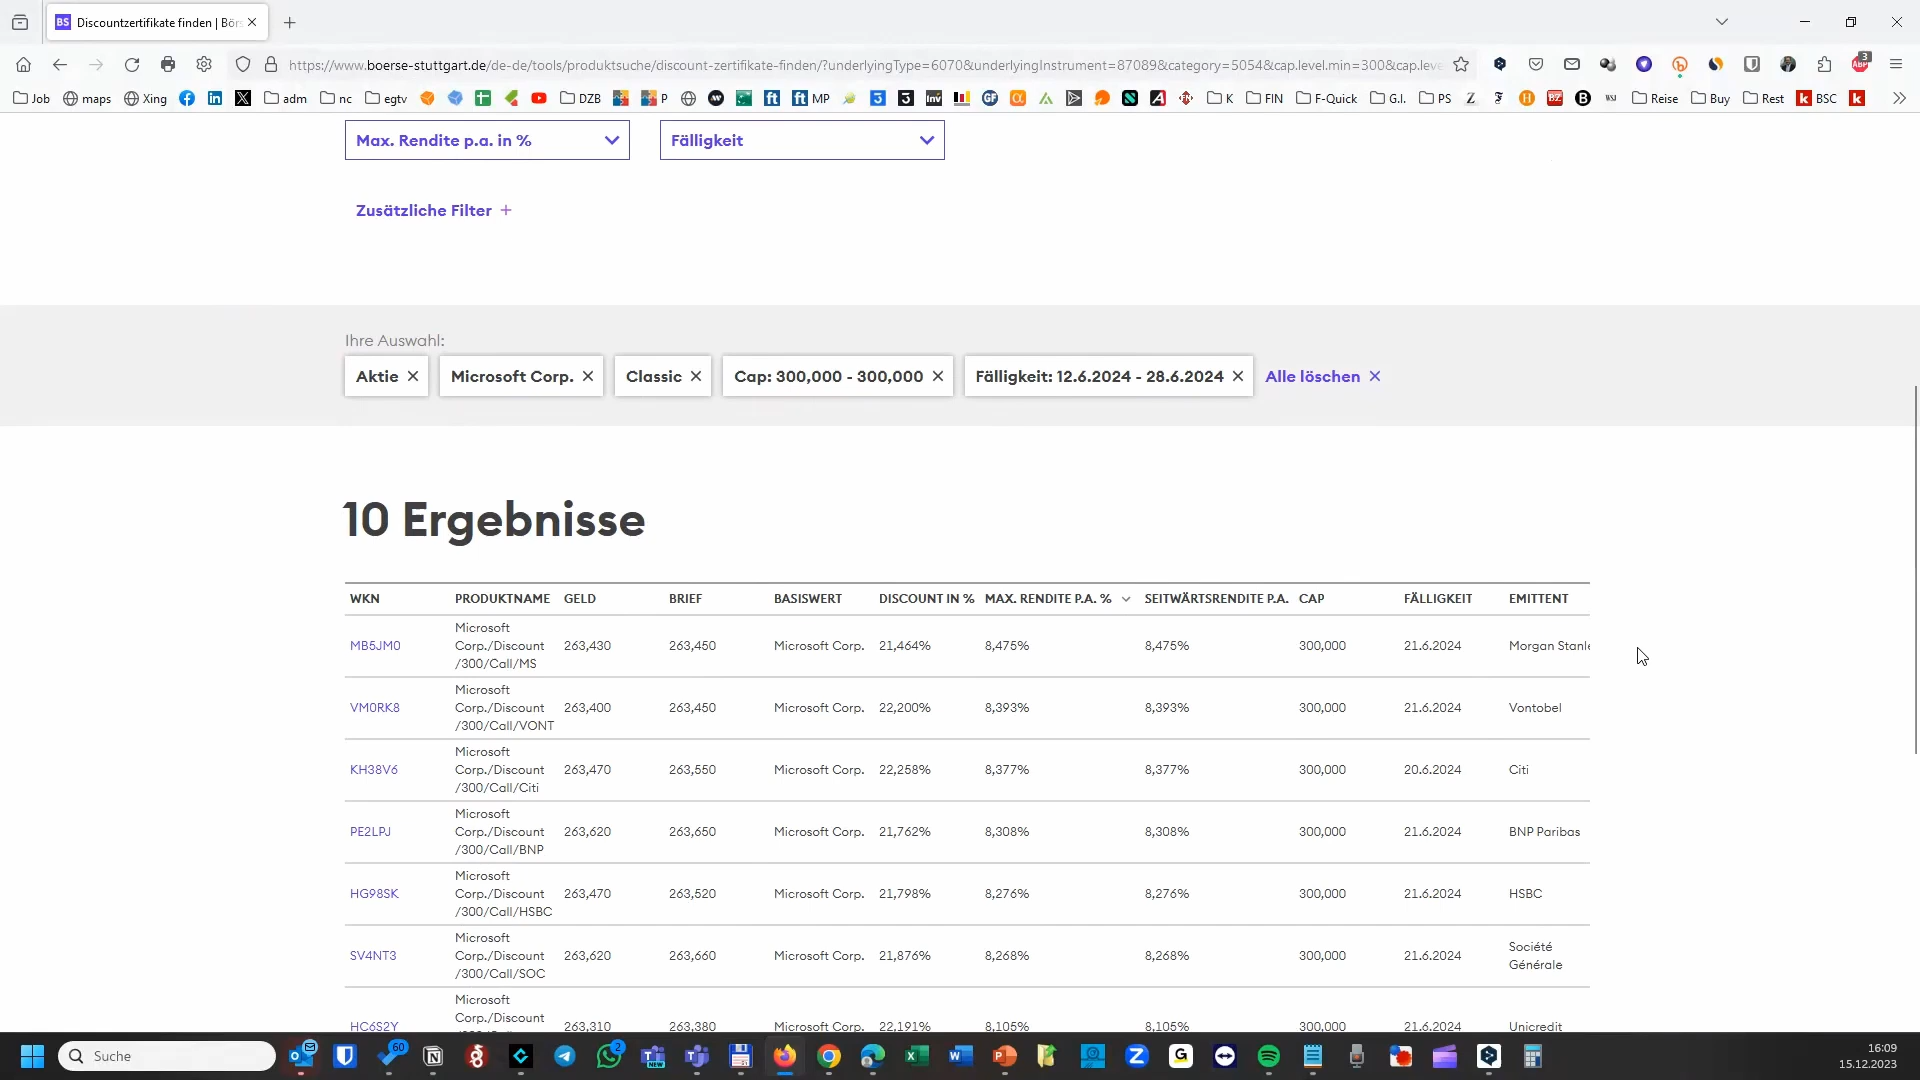 BS Discountzertifikate finden | Börs
https://www.boerse-stuttgart.de/de-de/tools/produktsuche/discount-zertifikate-finden/?underlyingType=6070&underlyingInstrument=87089&category=5054&cap.level.min=300&cap.leve
Job maps Xing adm nc egtv DZB P MP K FIN F-Quick G.I. PS Reise Buy Rest BSC
Max. Rendite p.a. in % Fälligkeit
Zusätzliche Filter +
Ihre Auswahl:
Aktie Microsoft Corp. Classic Cap: 300,000 - 300,000 Fälligkeit: 12.6.2024 - 28.6.2024 Alle löschen
10 Ergebnisse
WKN PRODUKTNAME GELD BRIEF BASISWERT DISCOUNT IN % MAX. RENDITE P.A. % SEITWÄRTSRENDITE P.A. CAP FÄLLIGKEIT EMITTENT
Microsoft
MB5JM0 Corp./Discount 263,430 263,450 Microsoft Corp. 21,464% 8,475% 8,475% 300,000 21.6.2024 Morgan Stanle
/300/Call/MS
Microsoft
VM0RK8 Corp./Discount 263,400 263,450 Microsoft Corp. 22,200% 8,393% 8,393% 300,000 21.6.2024 Vontobel
/300/Call/VONT
Microsoft
KH38V6 Corp./Discount 263,470 263,550 Microsoft Corp. 22,258% 8,377% 8,377% 300,000 20.6.2024 Citi
/300/Call/Citi
Microsoft
PE2LPJ Corp./Discount 263,620 263,650 Microsoft Corp. 21,762% 8,308% 8,308% 300,000 21.6.2024 BNP Paribas
/300/Call/BNP
Microsoft
HG98SK Corp./Discount 263,470 263,520 Microsoft Corp. 21,798% 8,276% 8,276% 300,000 21.6.2024 HSBC
/300/Call/HSBC
Microsoft
SV4NT3 Corp./Discount 263,620 263,660 Microsoft Corp. 21,876% 8,268% 8,268% 300,000 21.6.2024 Société Générale
/300/Call/SOC
Microsoft
Corp./Discount
HC6S2Y 263,310 263,380 Microsoft Corp. 22,191% 8,105% 8,105% 300,000 21.6.2024 Unicredit
Suche 60 2 16:09
15.12.2023